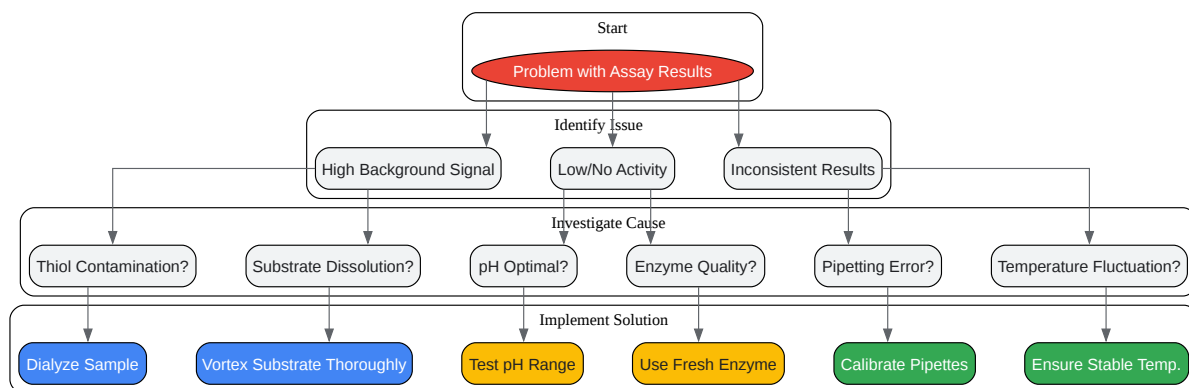 Start
Problem with Assay Results
Identify Issue
High Background Signal
Low/No Activity
Inconsistent Results
Investigate Cause
Thiol Contamination?
Substrate Dissolution?
pH Optimal?
Enzyme Quality?
Pipetting Error?
Temperature Fluctuation?
Implement Solution
Dialyze Sample
Vortex Substrate Thoroughly
Test pH Range
Use Fresh Enzyme
Calibrate Pipettes
Ensure Stable Temp.